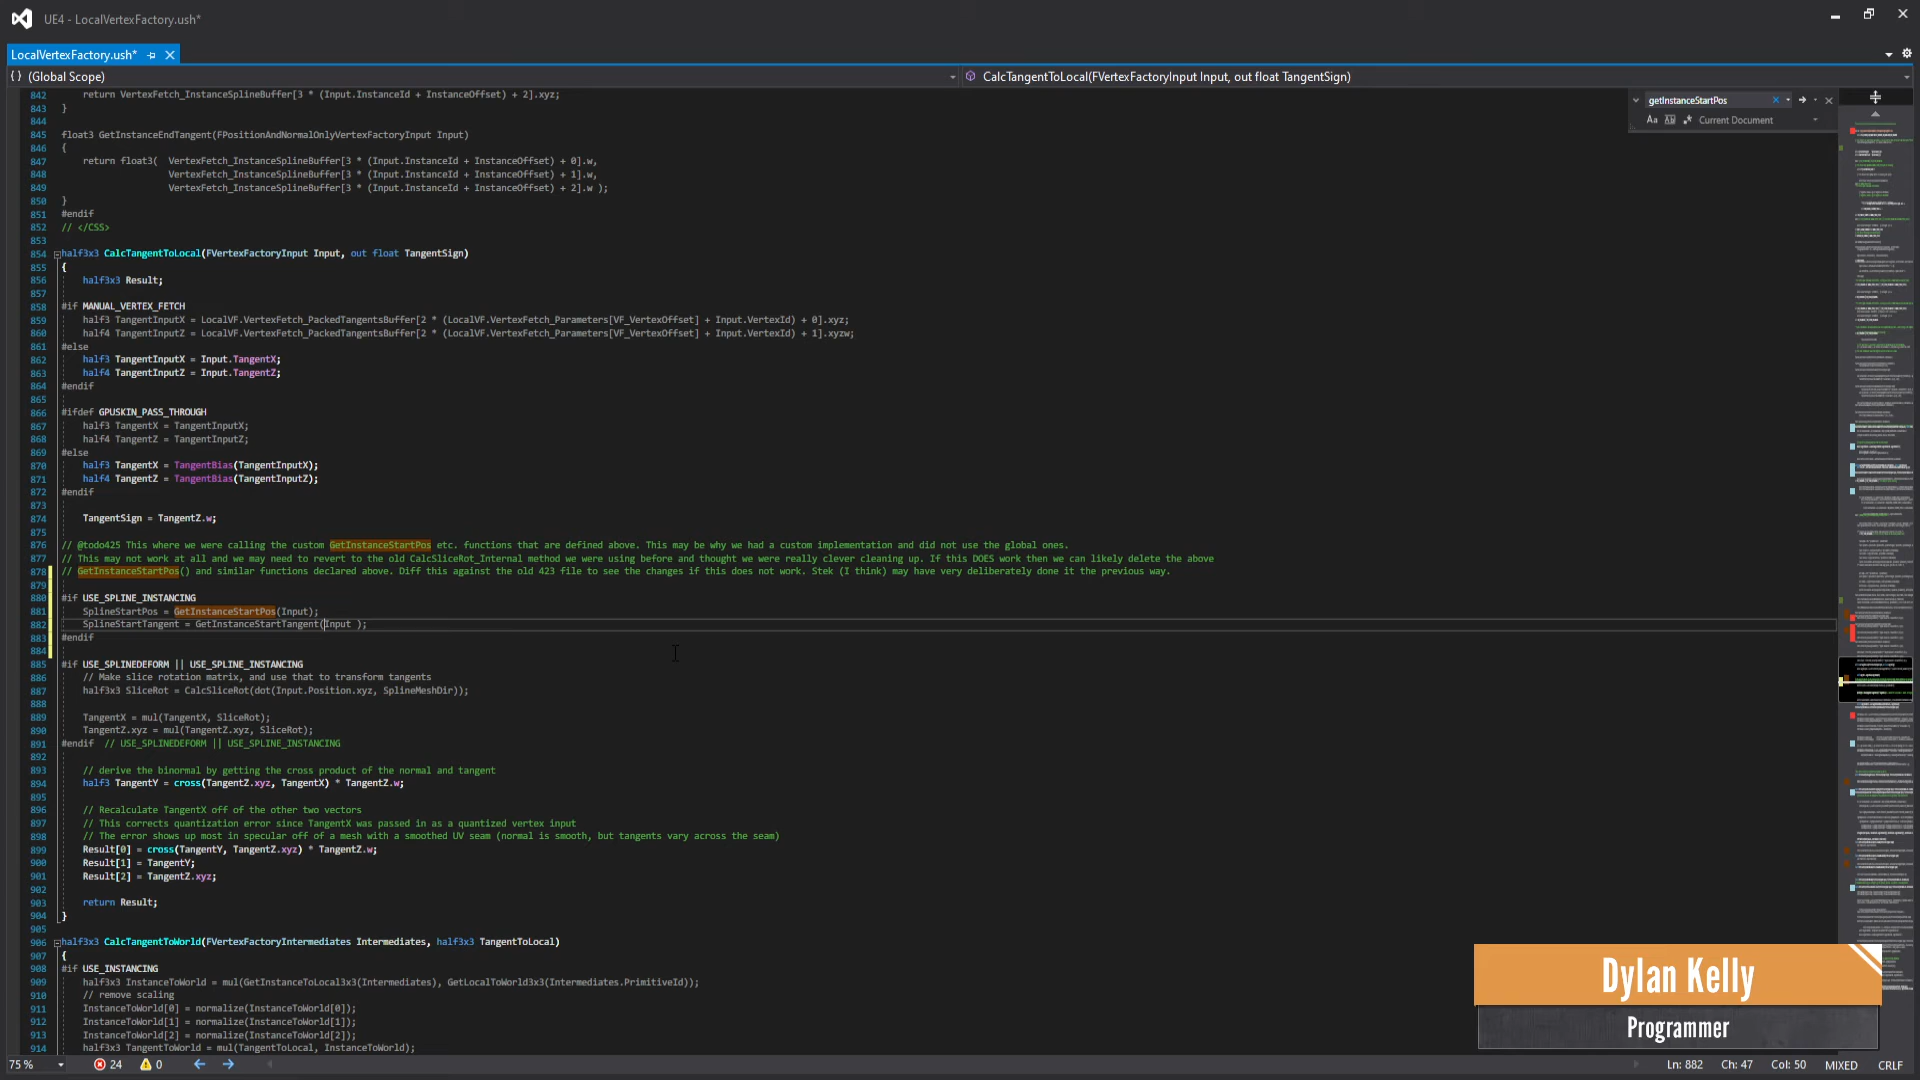 UE4 - LocalVertexFactory.ush*
LocalVertexFactory.ush*
{ } (Global Scope)
CalcTangentToLocal(FVertexFactoryInput Input, out float TangentSign)
getInstanceStartPos
Aa Current Document
842 return VertexFetch_InstanceSplineBuffer[3 * (Input.InstanceId + InstanceOffset) + 2].xyz;
843 }
844
845 float3 GetInstanceEndTangent(FPositionAndNormalOnlyVertexFactoryInput Input)
846 {
847 return float3( VertexFetch_InstanceSplineBuffer[3 * (Input.InstanceId + InstanceOffset) + 0].w,
848 VertexFetch_InstanceSplineBuffer[3 * (Input.InstanceId + InstanceOffset) + 1].w,
849 VertexFetch_InstanceSplineBuffer[3 * (Input.InstanceId + InstanceOffset) + 2].w );
850 }
851 #endif
852 // </CSS>
853
854 half3x3 CalcTangentToLocal(FVertexFactoryInput Input, out float TangentSign)
855 {
856 half3x3 Result;
857
858 #if MANUAL_VERTEX_FETCH
859 half3 TangentInputX = LocalVF.VertexFetch_PackedTangentsBuffer[2 * (LocalVF.VertexFetch_Parameters[VF_VertexOffset] + Input.VertexId) + 0].xyz;
860 half4 TangentInputZ = LocalVF.VertexFetch_PackedTangentsBuffer[2 * (LocalVF.VertexFetch_Parameters[VF_VertexOffset] + Input.VertexId) + 1].xyzw;
861 #else
862 half3 TangentInputX = Input.TangentX;
863 half4 TangentInputZ = Input.TangentZ;
864 #endif
865
866 #ifdef GPUSKIN_PASS_THROUGH
867 half3 TangentX = TangentInputX;
868 half4 TangentZ = TangentInputZ;
869 #else
870 half3 TangentX = TangentBias(TangentInputX);
871 half4 TangentZ = TangentBias(TangentInputZ);
872 #endif
873
874 TangentSign = TangentZ.w;
875
876 // @todo425 This where we were calling the custom GetInstanceStartPos etc. functions that are defined above. This may be why we had a custom implementation and did not use the global ones.
877 // This may not work at all and we may need to revert to the old CalcSliceRot_Internal method we were using before and thought we were really clever cleaning up. If this DOES work then we can likely delete the above
878 // GetInstanceStartPos() and similar functions declared above. Diff this against the old 423 file to see the changes if this does not work. Stek (I think) may have very deliberately done it the previous way.
879
880 #if USE_SPLINE_INSTANCING
881 SplineStartPos = GetInstanceStartPos(Input);
882 SplineStartTangent = GetInstanceStartTangent(Input );
883 #endif
884
885 #if USE_SPLINEDEFORM || USE_SPLINE_INSTANCING
886 // Make slice rotation matrix, and use that to transform tangents
887 half3x3 SliceRot = CalcSliceRot(dot(Input.Position.xyz, SplineMeshDir));
888
889 TangentX = mul(TangentX, SliceRot);
890 TangentZ.xyz = mul(TangentZ.xyz, SliceRot);
891 #endif // USE_SPLINEDEFORM || USE_SPLINE_INSTANCING
892
893 // derive the binormal by getting the cross product of the normal and tangent
894 half3 TangentY = cross(TangentZ.xyz, TangentX) * TangentZ.w;
895
896 // Recalculate TangentX off of the other two vectors
897 // This corrects quantization error since TangentX was passed in as a quantized vertex input
898 // The error shows up most in specular off of a mesh with a smoothed UV seam (normal is smooth, but tangents vary across the seam)
899 Result[0] = cross(TangentY, TangentZ.xyz) * TangentZ.w;
900 Result[1] = TangentY;
901 Result[2] = TangentZ.xyz;
902
903 return Result;
904 }
905
906 half3x3 CalcTangentToWorld(FVertexFactoryIntermediates Intermediates, half3x3 TangentToLocal)
907 {
908 #if USE_INSTANCING
909 half3x3 InstanceToWorld = mul(GetInstanceToLocal3x3(Intermediates), GetLocalToWorld3x3(Intermediates.PrimitiveId));
910 // remove scaling
911 InstanceToWorld[0] = normalize(InstanceToWorld[0]);
912 InstanceToWorld[1] = normalize(InstanceToWorld[1]);
913 InstanceToWorld[2] = normalize(InstanceToWorld[2]);
914 half3x3 TangentToWorld = mul(TangentToLocal, InstanceToWorld);
Dylan Kelly
Programmer
75 % 24 0 Ln: 882 Ch: 47 Col: 50 MIXED CRLF